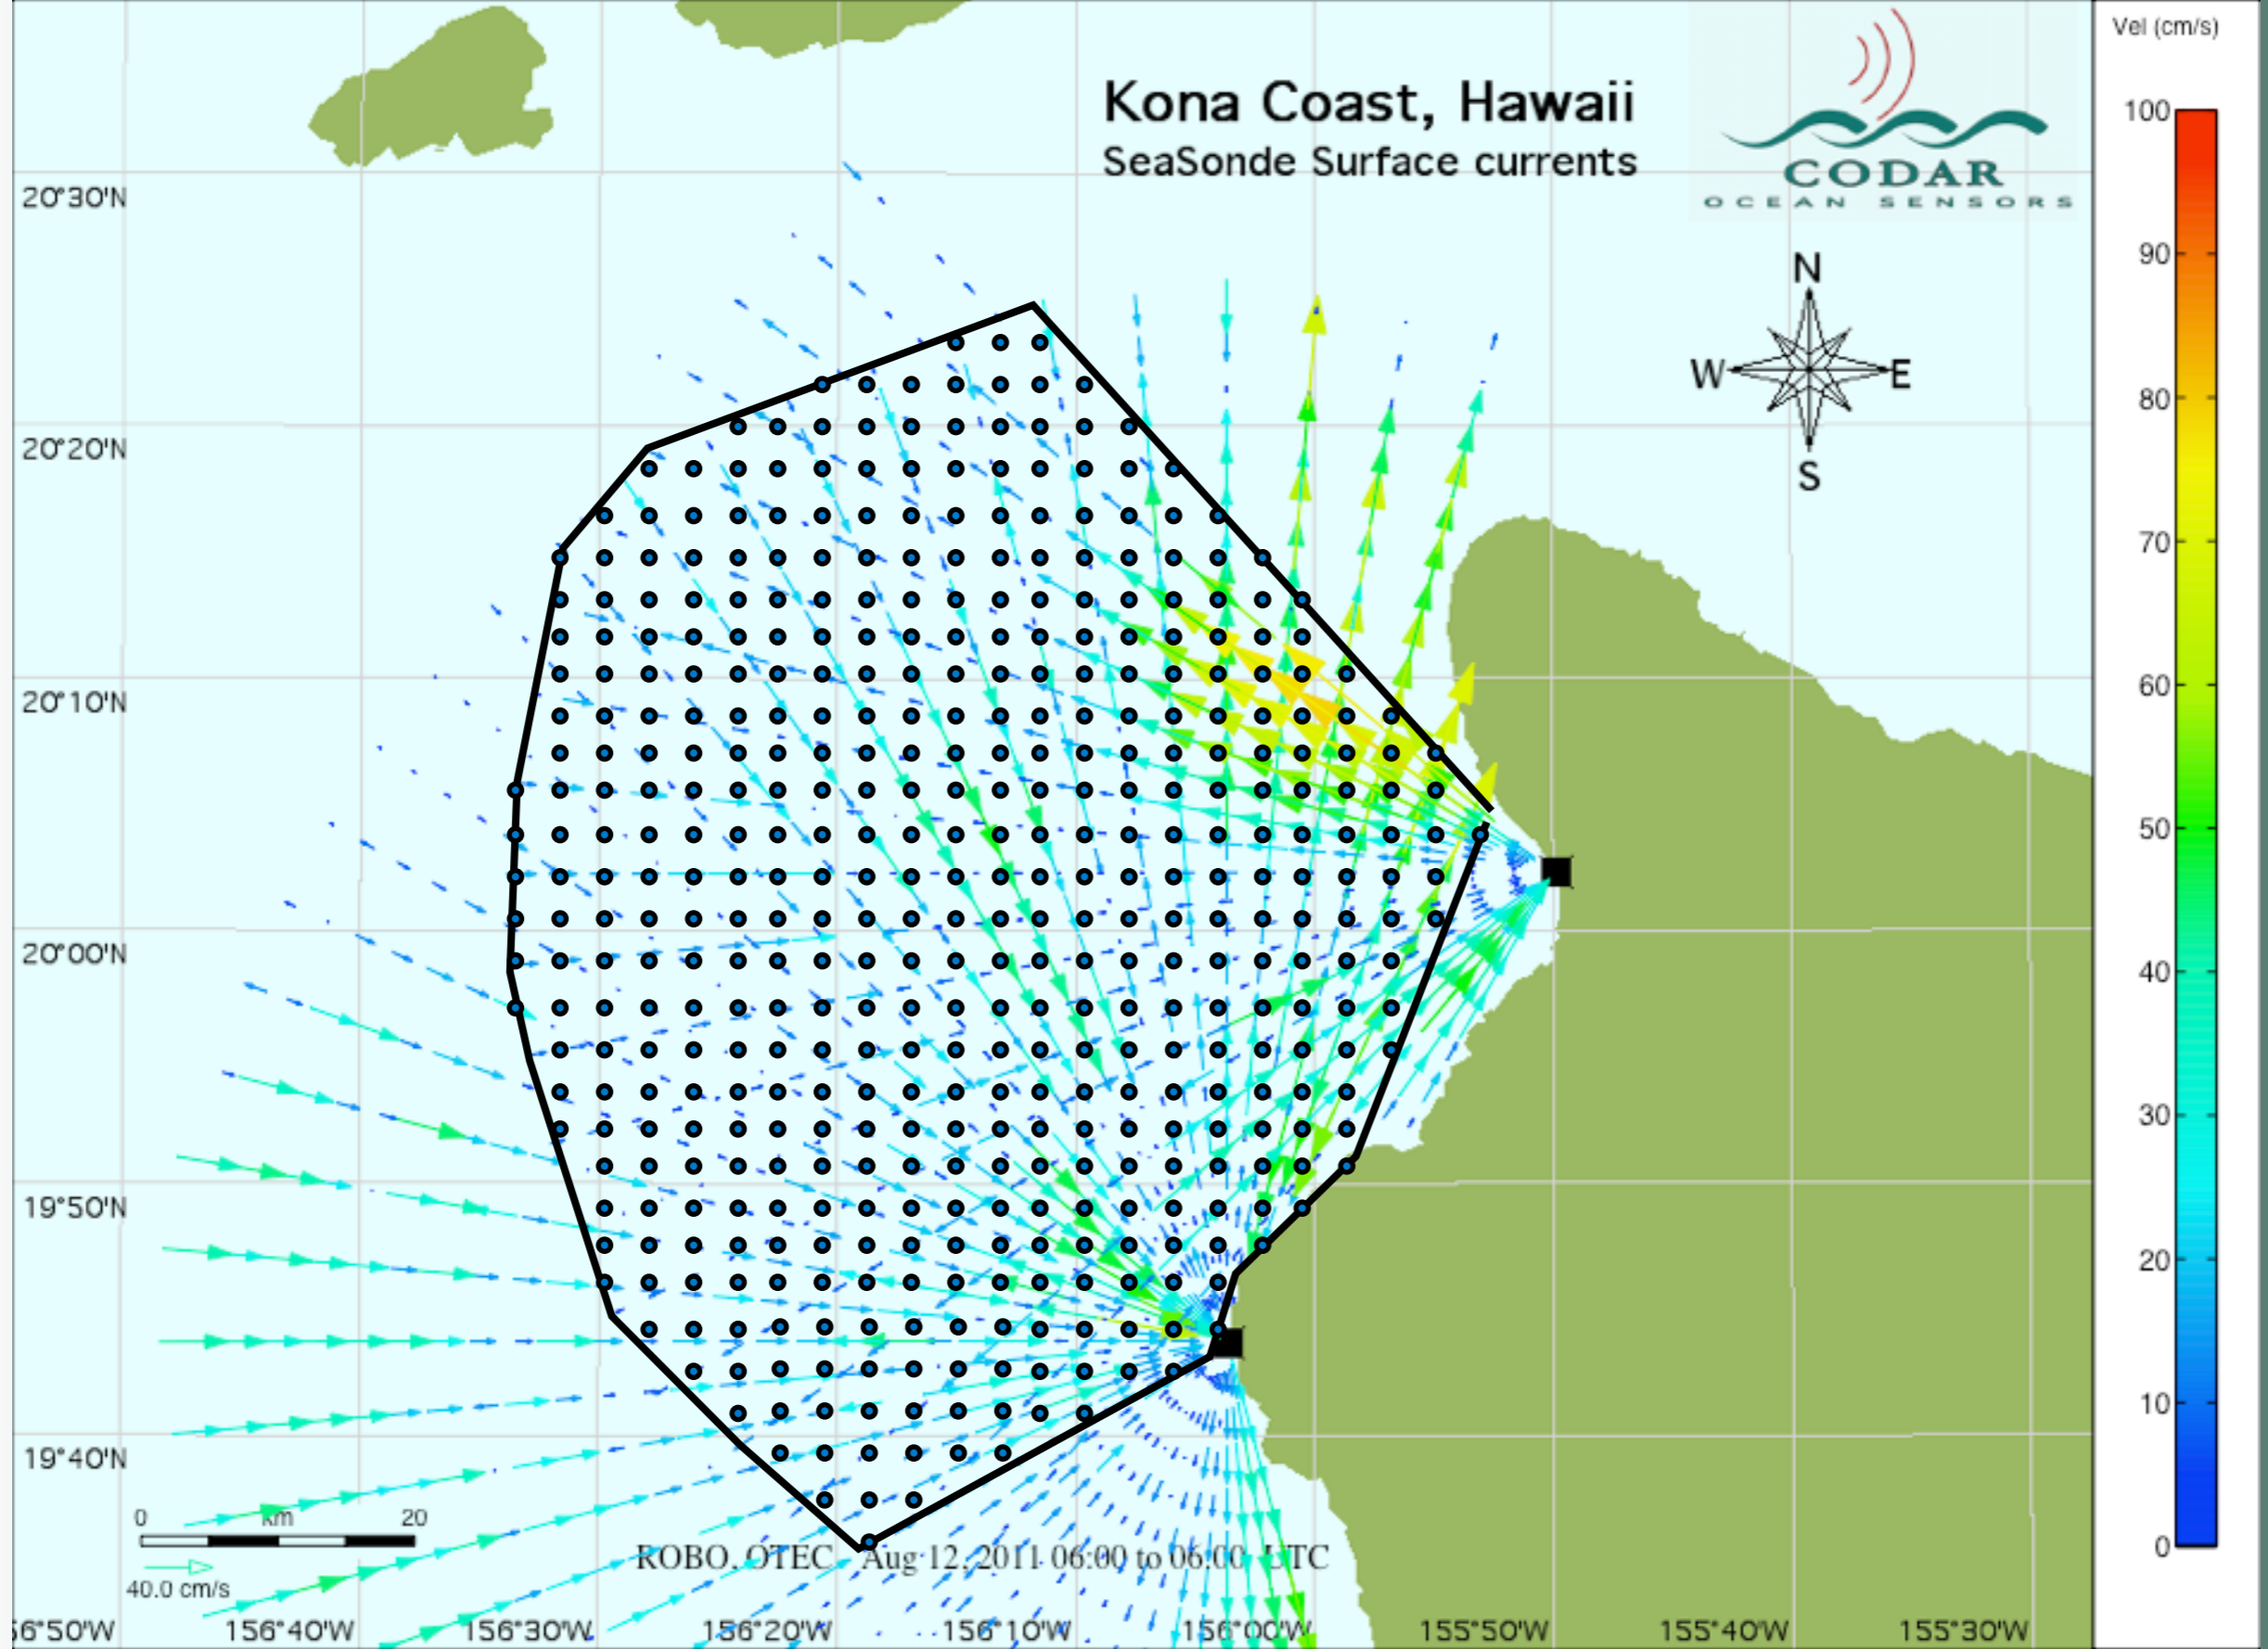 Vel (cm/s)
Kona Coast, Hawaii
SeaSonde Surface currents
CODAR
OCEAN SENSORS
N
W E
S
100
90
80
70
60
50
40
30
20
10
0
20°30'N
20°20'N
20°10'N
20°00'N
19°50'N
19°40'N
0 km 20
40.0 cm/s
ROBO, OTEC Aug 12, 2011 06:00 to 06:00 UTC
56°50'W 156°40'W 156°30'W 156°20'W 156°10'W 156°00'W 155°50'W 155°40'W 155°30'W